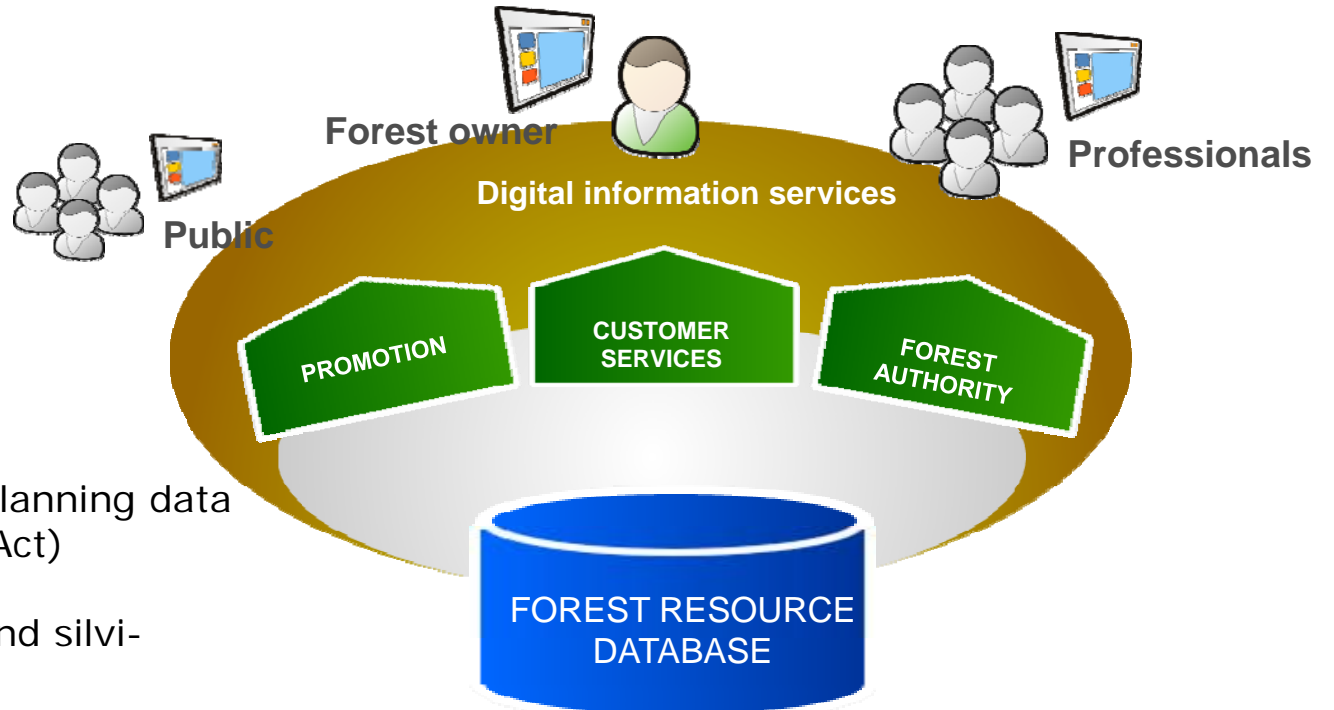 Forest owner
Professionals
Public
Digital information services
PROMOTION
CUSTOMER
SERVICES
FOREST
AUTHORITY
lanning data
Act)
nd silvi-
FOREST RESOURCE
DATABASE